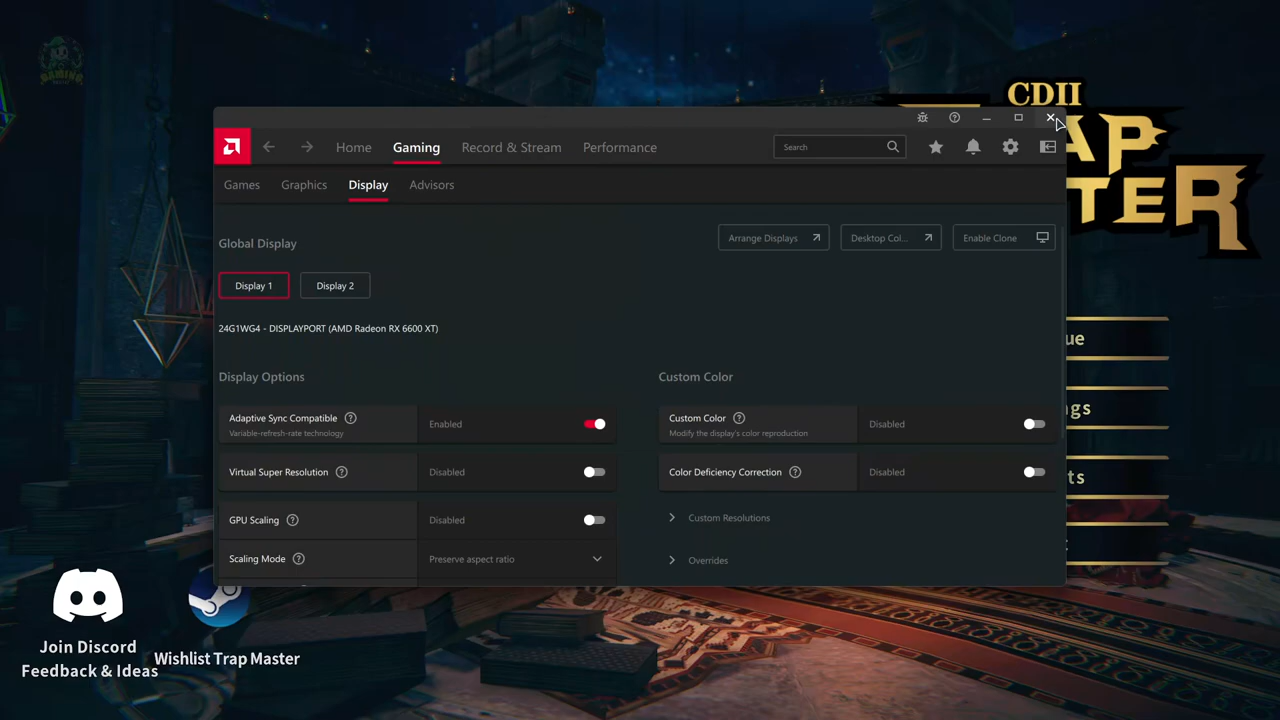 GAMING
CDII
AP
TER
Home
Gaming
Record & Stream
Performance
Search
Games
Graphics
Display
Advisors
Global Display
Arrange Displays
Desktop Col...
Enable Clone
Display 1
Display 2
24G1WG4 - DISPLAYPORT (AMD Radeon RX 6600 XT)
Display Options
Custom Color
Adaptive Sync Compatible
Variable-refresh-rate technology
Enabled
Custom Color
Modify the display's color reproduction
Disabled
Virtual Super Resolution
Disabled
Color Deficiency Correction
Disabled
GPU Scaling
Disabled
Custom Resolutions
Scaling Mode
Preserve aspect ratio
Overrides
ue
gs
ts
Join Discord
Feedback & Ideas
Wishlist Trap Master